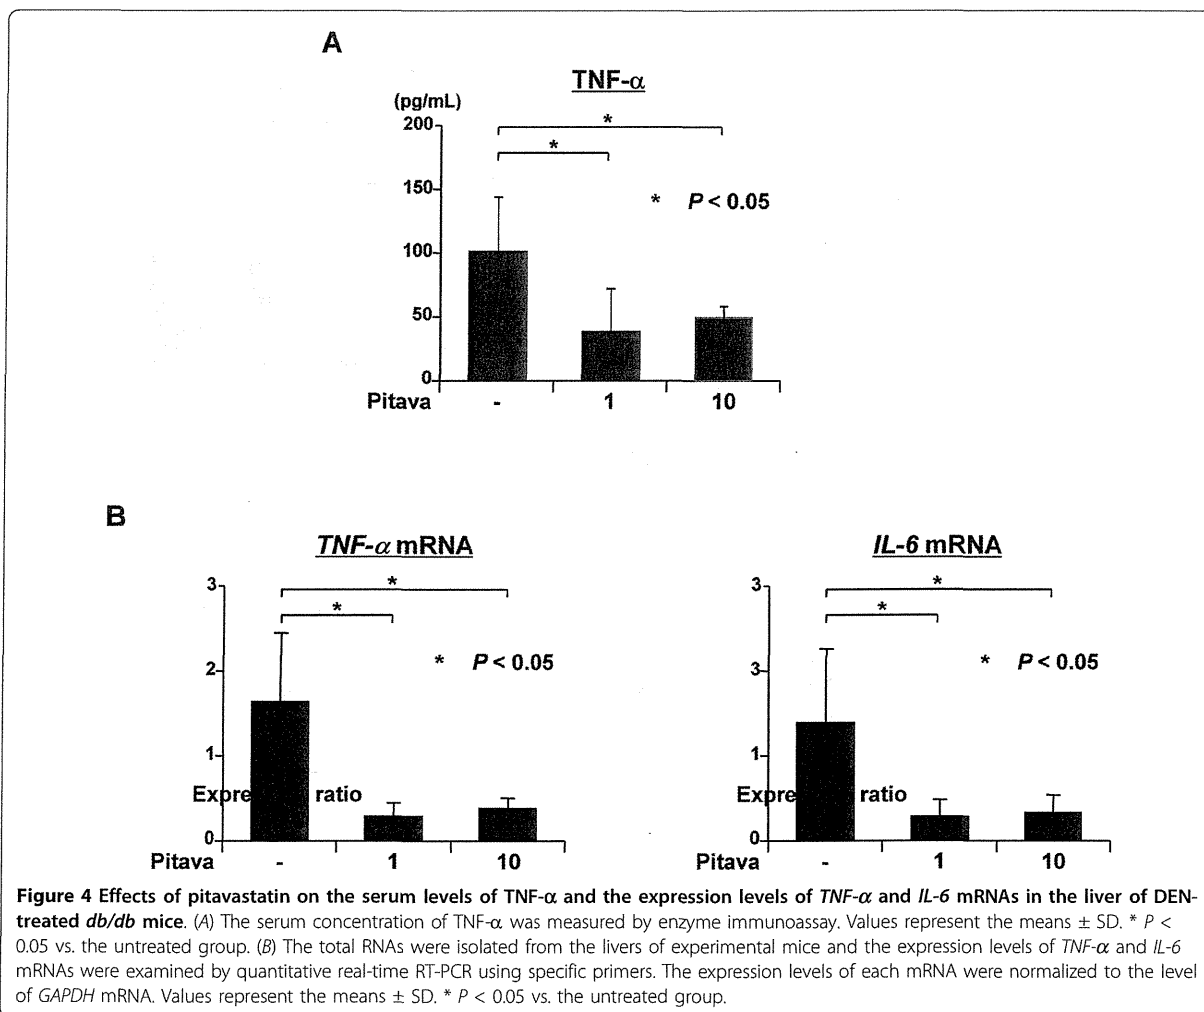 A
TNF-α
(pg/mL)
200
*
*
150
* P < 0.05
100
50
0
Pitava - 1 10
B
TNF-α mRNA
3
*
*
2
* P < 0.05
1
Expre ratio
0
Pitava - 1 10
IL-6 mRNA
3
*
*
3
* P < 0.05
1
Expre ratio
3
Pitava - 1 10
Figure 4 Effects of pitavastatin on the serum levels of TNF-α and the expression levels of TNF-α and IL-6 mRNAs in the liver of DEN-
treated db/db mice. (A) The serum concentration of TNF-α was measured by enzyme immunoassay. Values represent the means ± SD. * P <
0.05 vs. the untreated group. (B) The total RNAs were isolated from the livers of experimental mice and the expression levels of TNF-α and IL-6
mRNAs were examined by quantitative real-time RT-PCR using specific primers. The expression levels of each mRNA were normalized to the level
of GAPDH mRNA. Values represent the means ± SD. * P < 0.05 vs. the untreated group.